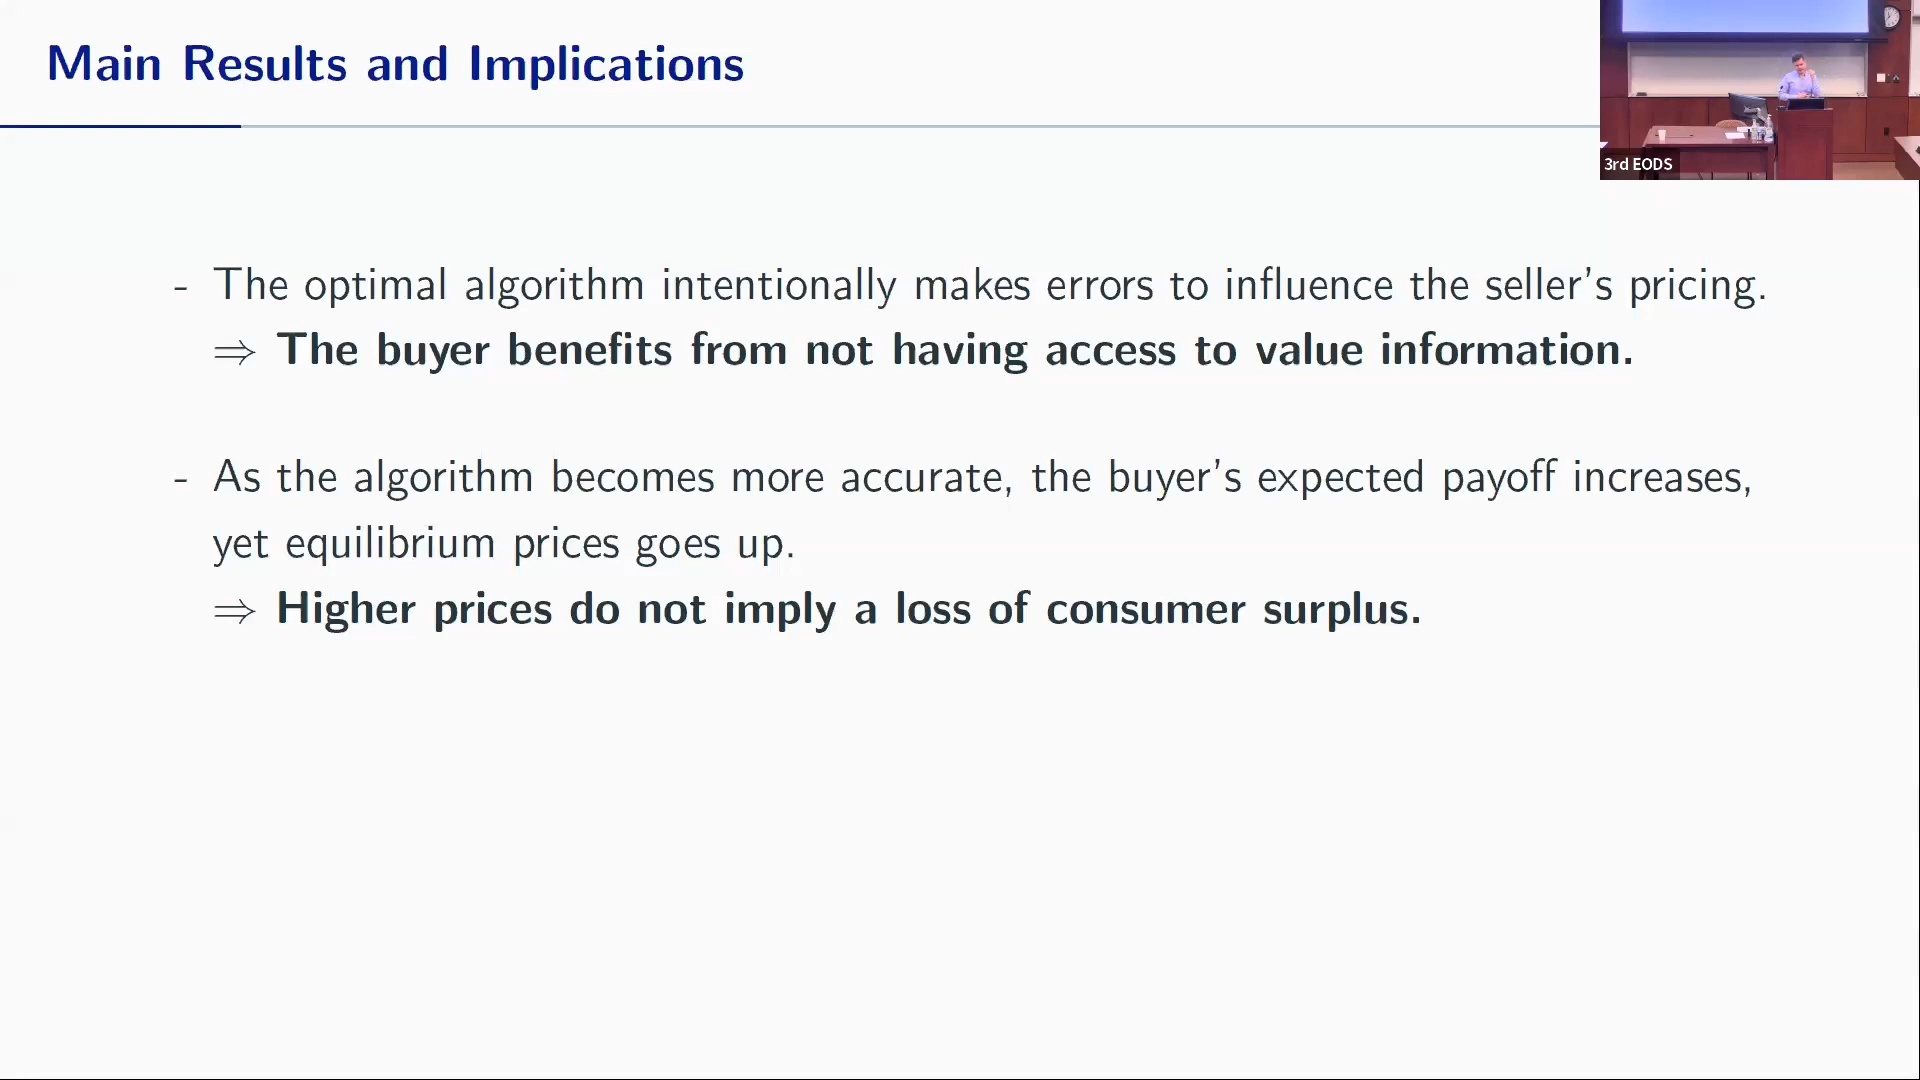 Main Results and Implications
3rd EODS
- The optimal algorithm intentionally makes errors to influence the seller's pricing.
⇒ The buyer benefits from not having access to value information.
- As the algorithm becomes more accurate, the buyer's expected payoff increases,
yet equilibrium prices goes up.
⇒ Higher prices do not imply a loss of consumer surplus.